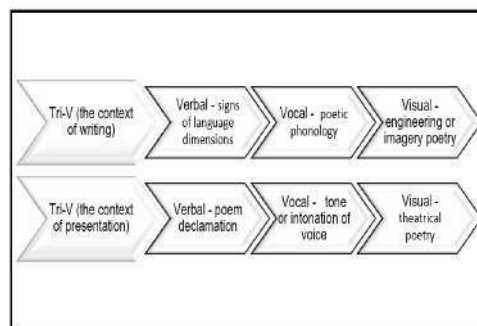 Tri-V (the context
of writing)
Verbal - signs
of language
dimensions
Vocal - poetic
phonology
Visual -
engineering or
imagery poetry
Tri-V (the context
of presentation)
Verbal - poem
declamation
Vocal - tone
or intonation of
voice
Visual -
theatrical
poetry